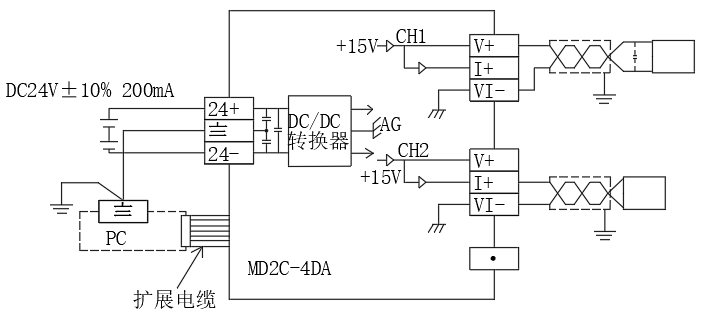 +15V
CH1
V+
I+
VI-
DC24V±10% 200mA
24+
24-
DC/DC
转换器
AG
CH2
+15V
V+
I+
VI-
PC
MD2C-4DA
扩展电缆